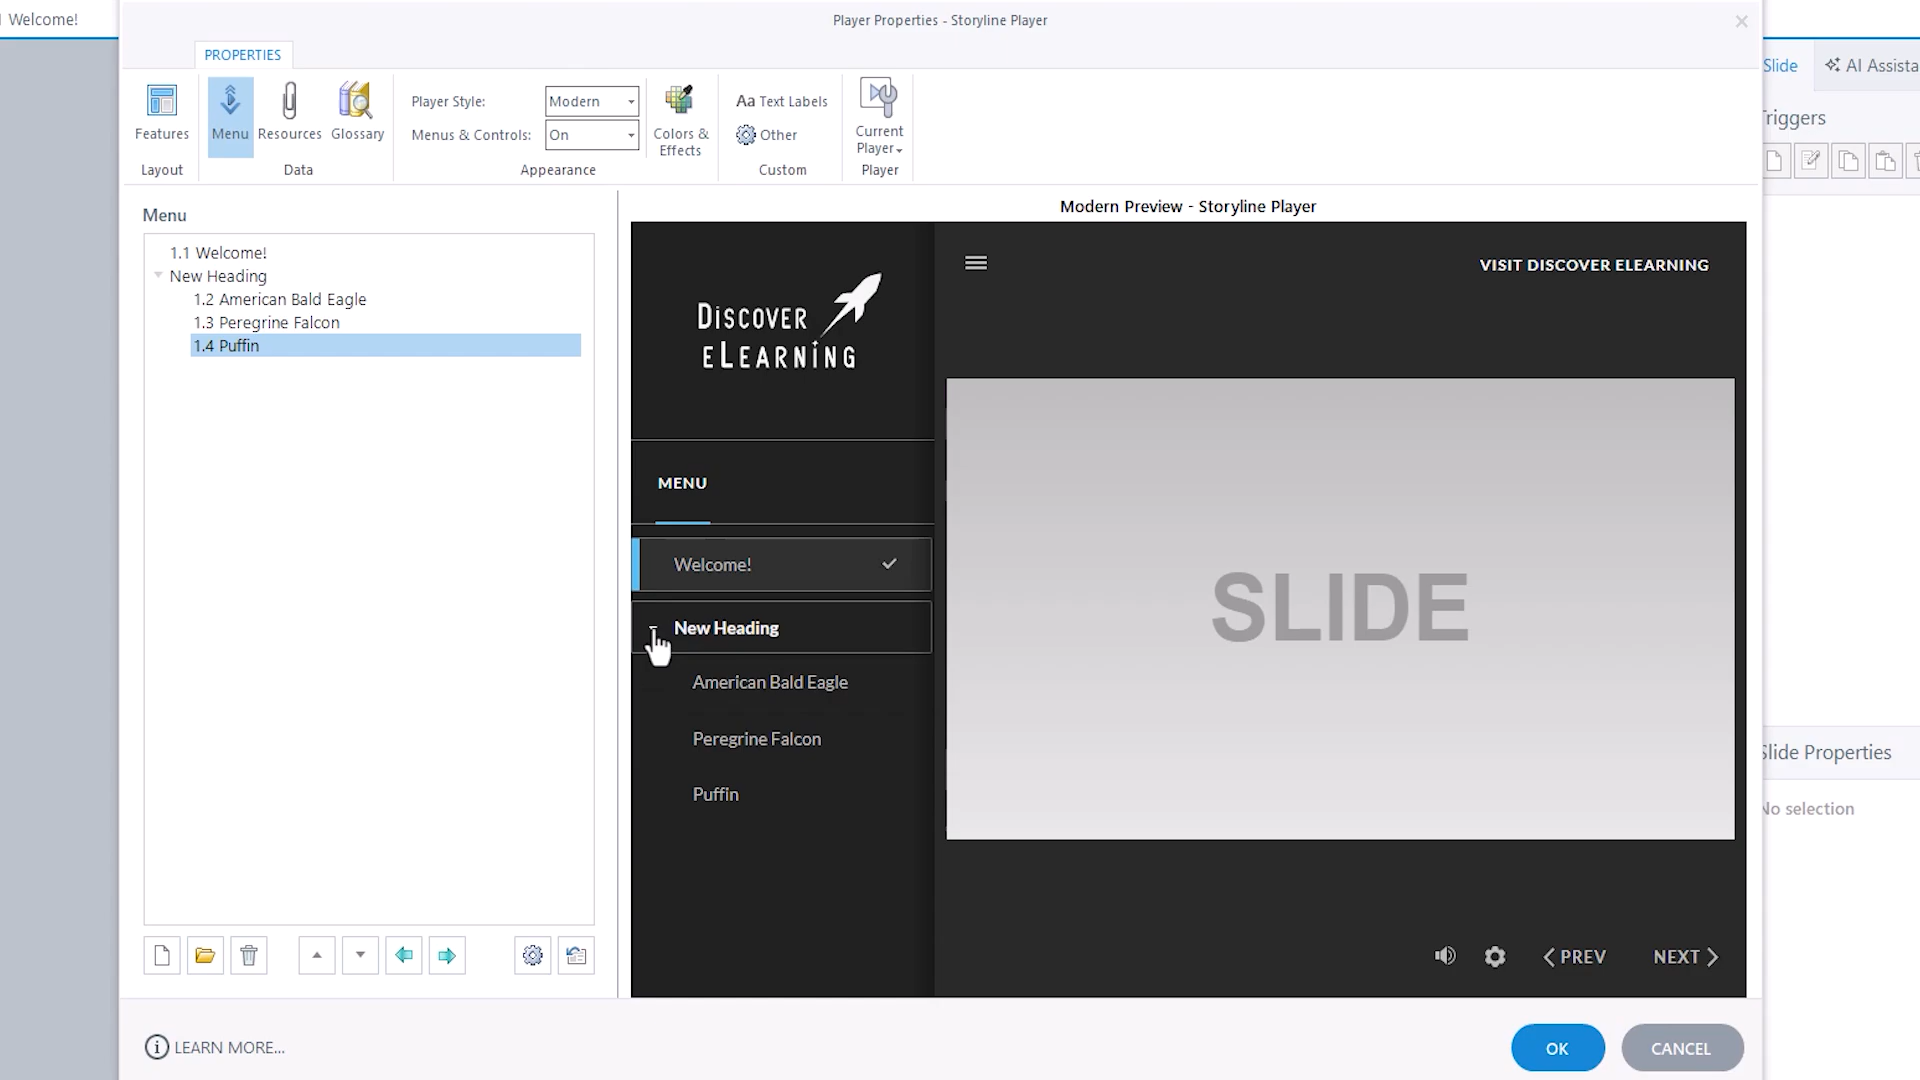 Welcome!
Player Properties - Storyline Player
PROPERTIES
Features
Menu
Resources
Glossary
Layout
Data
Player Style:
Modern
Menus & Controls:
On
Colors &
Effects
Appearance
Aa Text Labels
Other
Custom
Current
Player
Player
Slide
AI Assista
Triggers
Menu
1.1 Welcome!
New Heading
1.2 American Bald Eagle
1.3 Peregrine Falcon
1.4 Puffin
Modern Preview - Storyline Player
DiSCOVER
eLEARNiNG
VISIT DISCOVER ELEARNING
MENU
Welcome!
New Heading
American Bald Eagle
Peregrine Falcon
Puffin
SLIDE
PREV
NEXT
Slide Properties
No selection
LEARN MORE...
OK
CANCEL